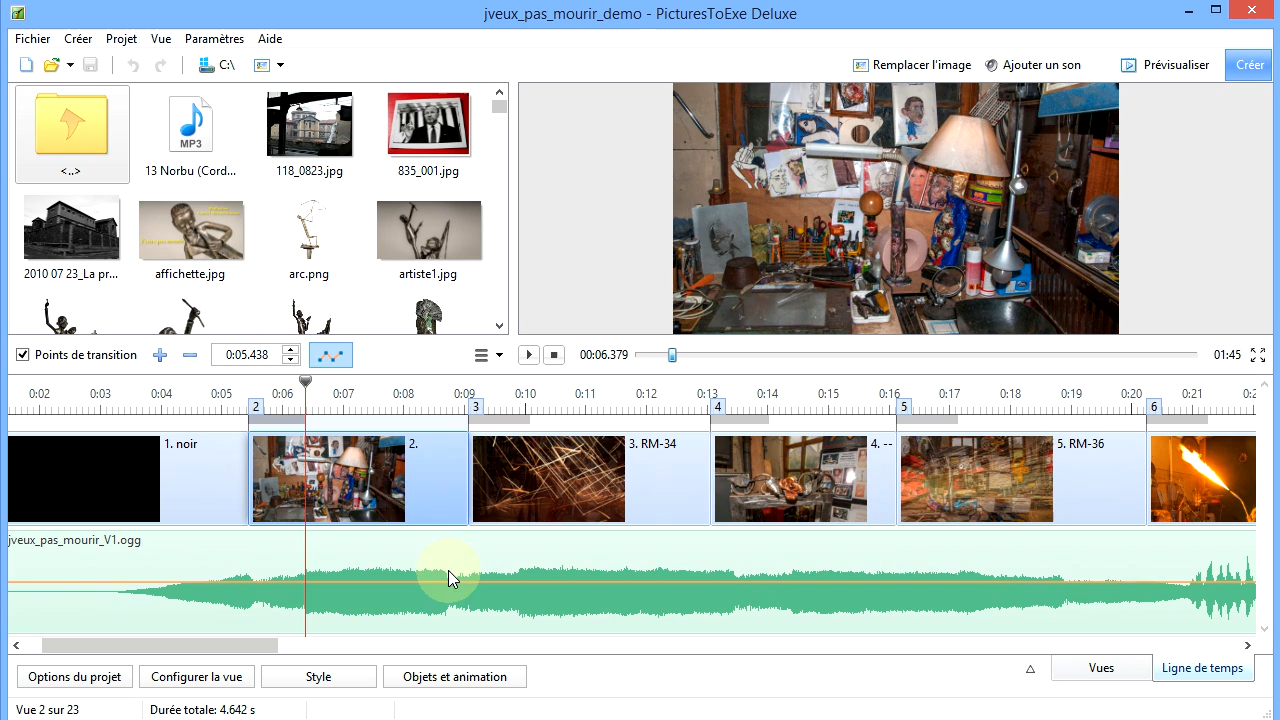 jveux_pas_mourir_demo - PicturesToExe Deluxe
Fichier Créer Projet Vue Paramètres Aide
C:\ Remplacer l'image Ajouter un son Prévisualiser Créer
MP3
<..> 13 Norbu (Cord... 118_0823.jpg 835_001.jpg
2010 07 23_La pr... affichette.jpg arc.png artiste1.jpg
Points de transition 0:05.438 00:06.379 01:45
0:02 0:03 0:04 0:05 0:06 0:07 0:08 0:09 0:10 0:11 0:12 0:13 0:14 0:15 0:16 0:17 0:18 0:19 0:20 0:21
2 3 4 5 6
1. noir 2. 3. RM-34 4. -- 5. RM-36
jveux_pas_mourir_V1.ogg
Options du projet Configurer la vue Style Objets et animation Vues Ligne de temps
Vue 2 sur 23 Durée totale: 4.642 s